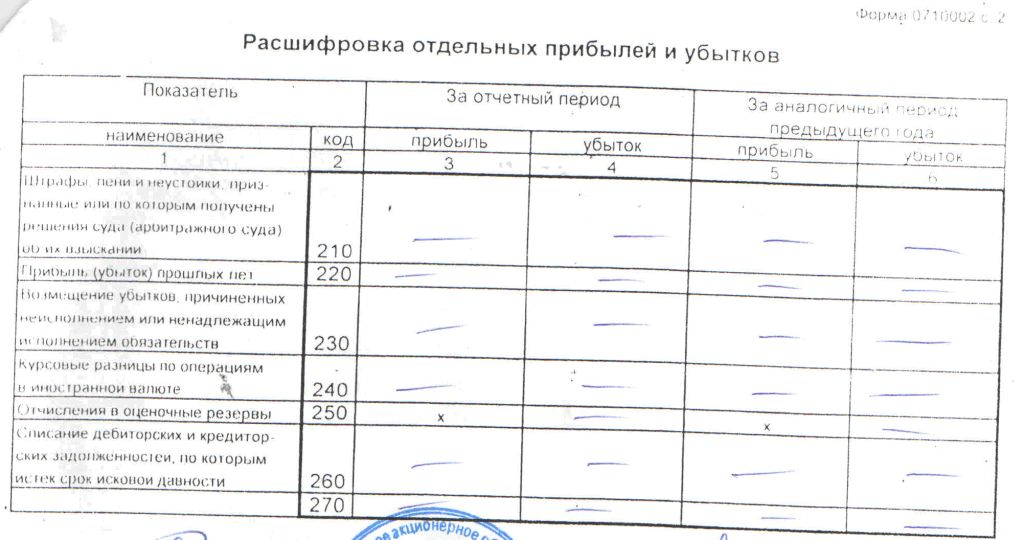 Форма 0710002 с. 2
Расшифровка отдельных прибылей и убытков
Показатель За отчетный период За аналогичный период
предыдущего года
наименование код прибыль убыток прибыль убыток
1 2 3 4 5 6
Штрафы, пени и неустойки, приз-
нанные или по которым получены
решения суда (арбитражного суда)
об их взыскании 210 — — — —
Прибыль (убыток) прошлых лет 220 — — — —
Возмещение убытков, причиненных
неисполнением или ненадлежащим
исполнением обязательств 230 — — — —
Курсовые разницы по операциям
в иностранной валюте 240 — — — —
Отчисления в оценочные резервы 250 х — х —
Списание дебиторских и кредитор-
ских задолженностей, по которым
истек срок исковой давности 260 — — — —
270 — — — —
акционерное